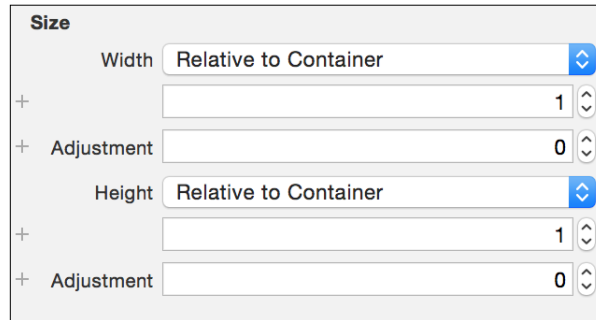 Size
Width Relative to Container
+ 1
+ Adjustment 0
Height Relative to Container
+ 1
+ Adjustment 0